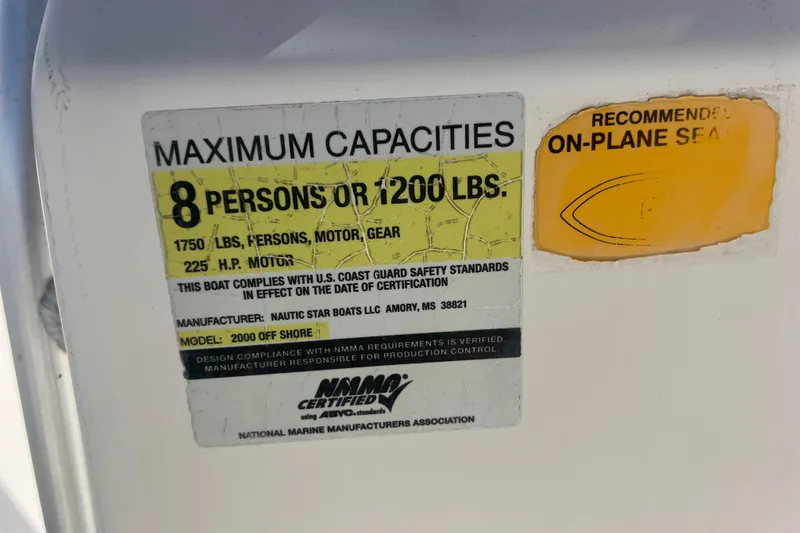 MAXIMUM CAPACITIES
8 PERSONS OR 1200 LBS.
1750 LBS, PERSONS, MOTOR, GEAR
225 H.P. MOTOR
THIS BOAT COMPLIES WITH U.S. COAST GUARD SAFETY STANDARDS
IN EFFECT ON THE DATE OF CERTIFICATION
MANUFACTURER: NAUTIC STAR BOATS LLC AMORY, MS 38821
MODEL: 2000 OFF SHORE
DESIGN COMPLIANCE WITH NMMA REQUIREMENTS IS VERIFIED.
MANUFACTURER RESPONSIBLE FOR PRODUCTION CONTROL.
NMMA
CERTIFIED
using ABYC standards
NATIONAL MARINE MANUFACTURERS ASSOCIATION
RECOMMENDE
ON-PLANE SEA